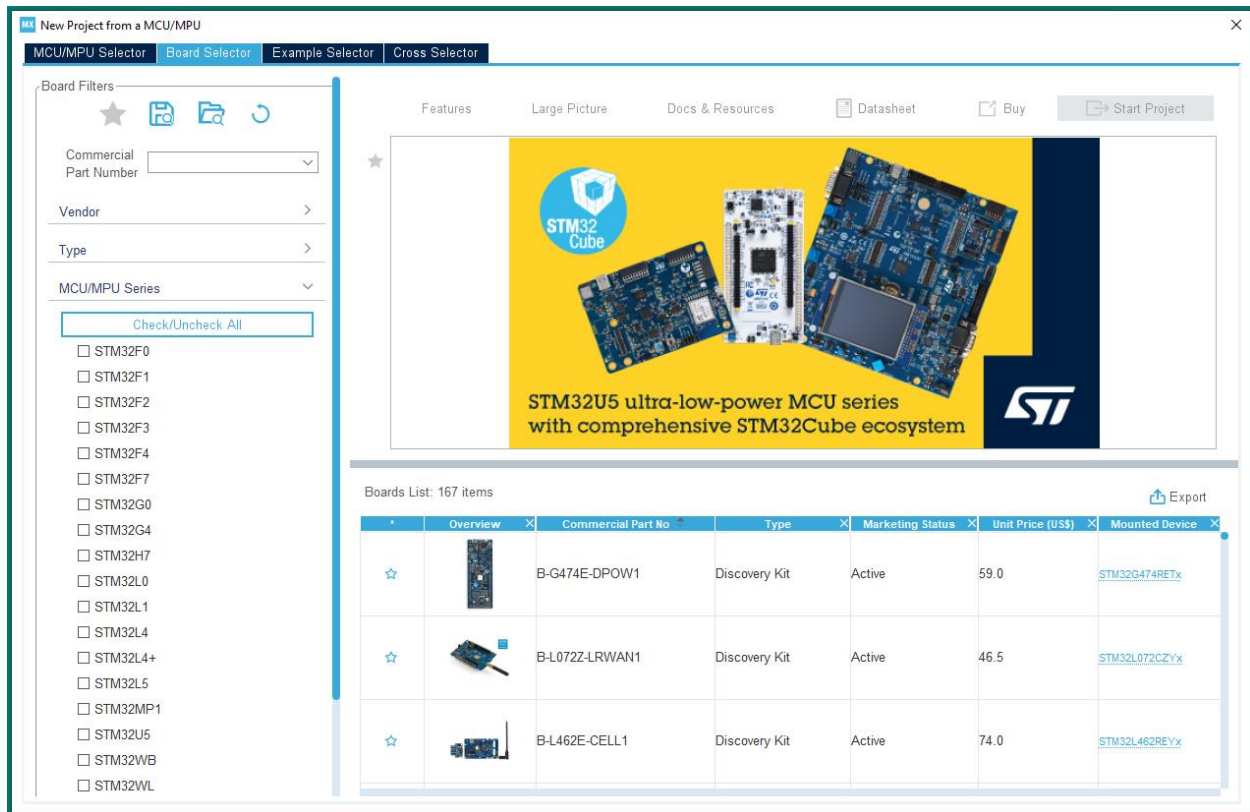 MX New Project from a MCU/MPU
MCU/MPU Selector Board Selector Example Selector Cross Selector
Board Filters
Commercial
Part Number
Vendor
Type
MCU/MPU Series
Check/Uncheck All
STM32F0
STM32F1
STM32F2
STM32F3
STM32F4
STM32F7
STM32G0
STM32G4
STM32H7
STM32L0
STM32L1
STM32L4
STM32L4+
STM32L5
STM32MP1
STM32U5
STM32WB
STM32WL
Features Large Picture Docs & Resources Datasheet Buy Start Project
STM32
Cube
STM32U5 ultra-low-power MCU series
with comprehensive STM32Cube ecosystem
ST
Boards List: 167 items
Export
* Overview Commercial Part No Type Marketing Status Unit Price (US$) Mounted Device
B-G474E-DPOW1 Discovery Kit Active 59.0 STM32G474RETx
B-L072Z-LRWAN1 Discovery Kit Active 46.5 STM32L072CZYx
B-L462E-CELL1 Discovery Kit Active 74.0 STM32L462REYx